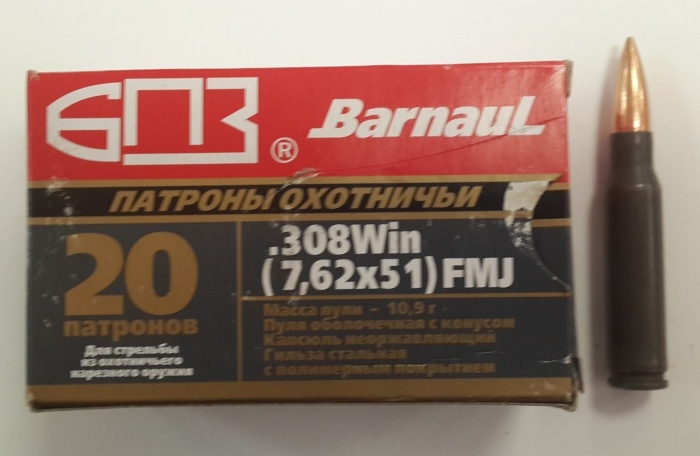 БПЗ ® Barnaul
ПАТРОНЫ ОХОТНИЧЬИ
20
патронов
Для стрельбы
из охотничьего
нарезного оружия
.308Win
(7,62x51)FMJ
Масса пули - 10,9 г
Пуля оболочечная с конусом
Капсюль неоржавляющий
Гильза стальная
с полимерным покрытием